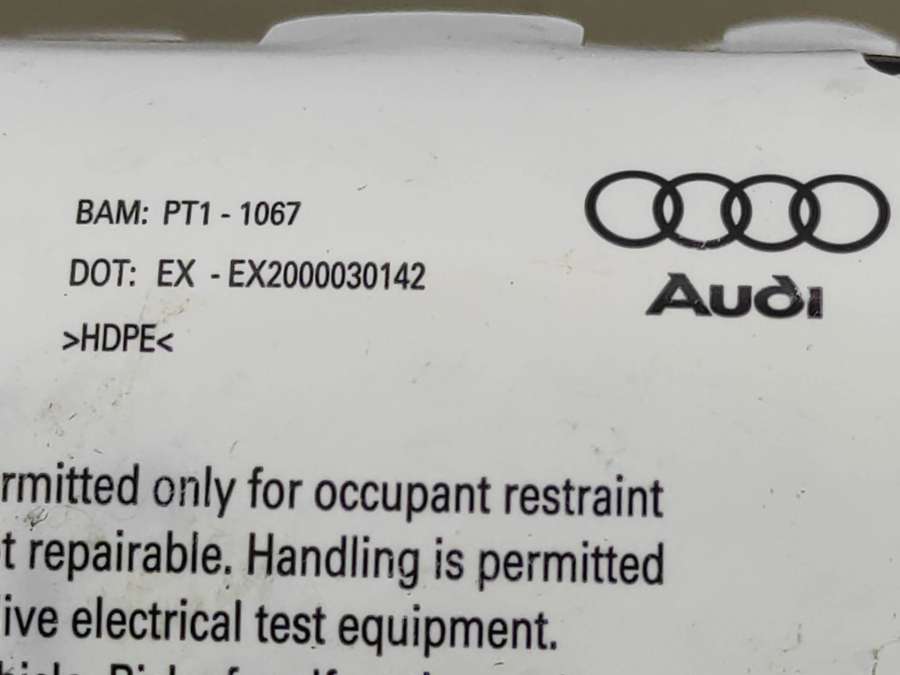 BAM: PT1 - 1067
DOT: EX - EX2000030142
>HDPE<
Audi
rmitted only for occupant restraint
t repairable. Handling is permitted
ive electrical test equipment.